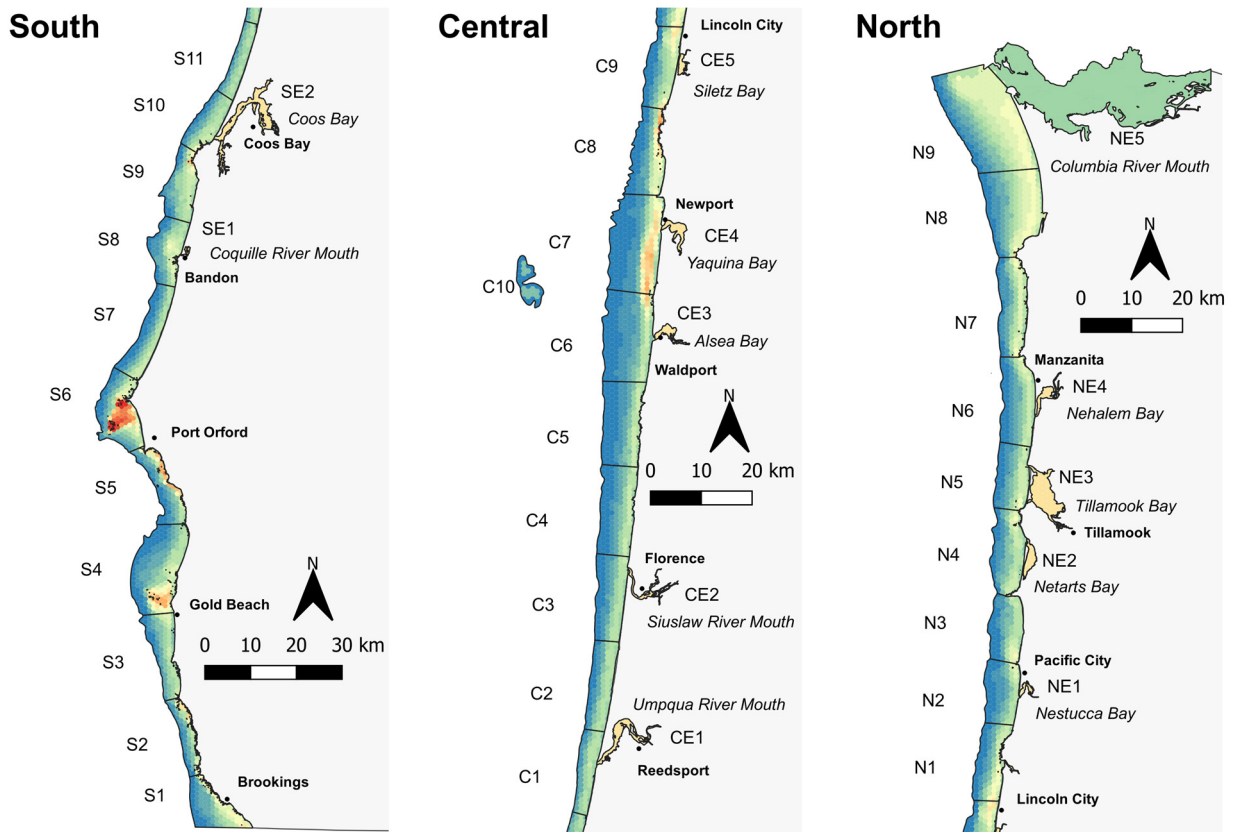 South
S11
S10
SE2
Coos Bay
Coos Bay
S9
SE1
S8
Coquille River Mouth
Bandon
S7
S6
Port Orford
S5
S4
N
Gold Beach
0 10 20 30 km
S3
S2
Brookings
S1
Central
Lincoln City
C9
CE5
Siletz Bay
C8
Newport
C7
CE4
Yaquina Bay
C10
CE3
C6
Alsea Bay
Waldport
N
C5
0 10 20 km
C4
Florence
C3
CE2
Siuslaw River Mouth
C2
Umpqua River Mouth
CE1
C1
Reedsport
North
NE5
N9
Columbia River Mouth
N8
N
0 10 20 km
N7
Manzanita
NE4
N6
Nehalem Bay
NE3
N5
Tillamook Bay
Tillamook
N4
NE2
Netarts Bay
N3
Pacific City
NE1
N2
Nestucca Bay
N1
Lincoln City